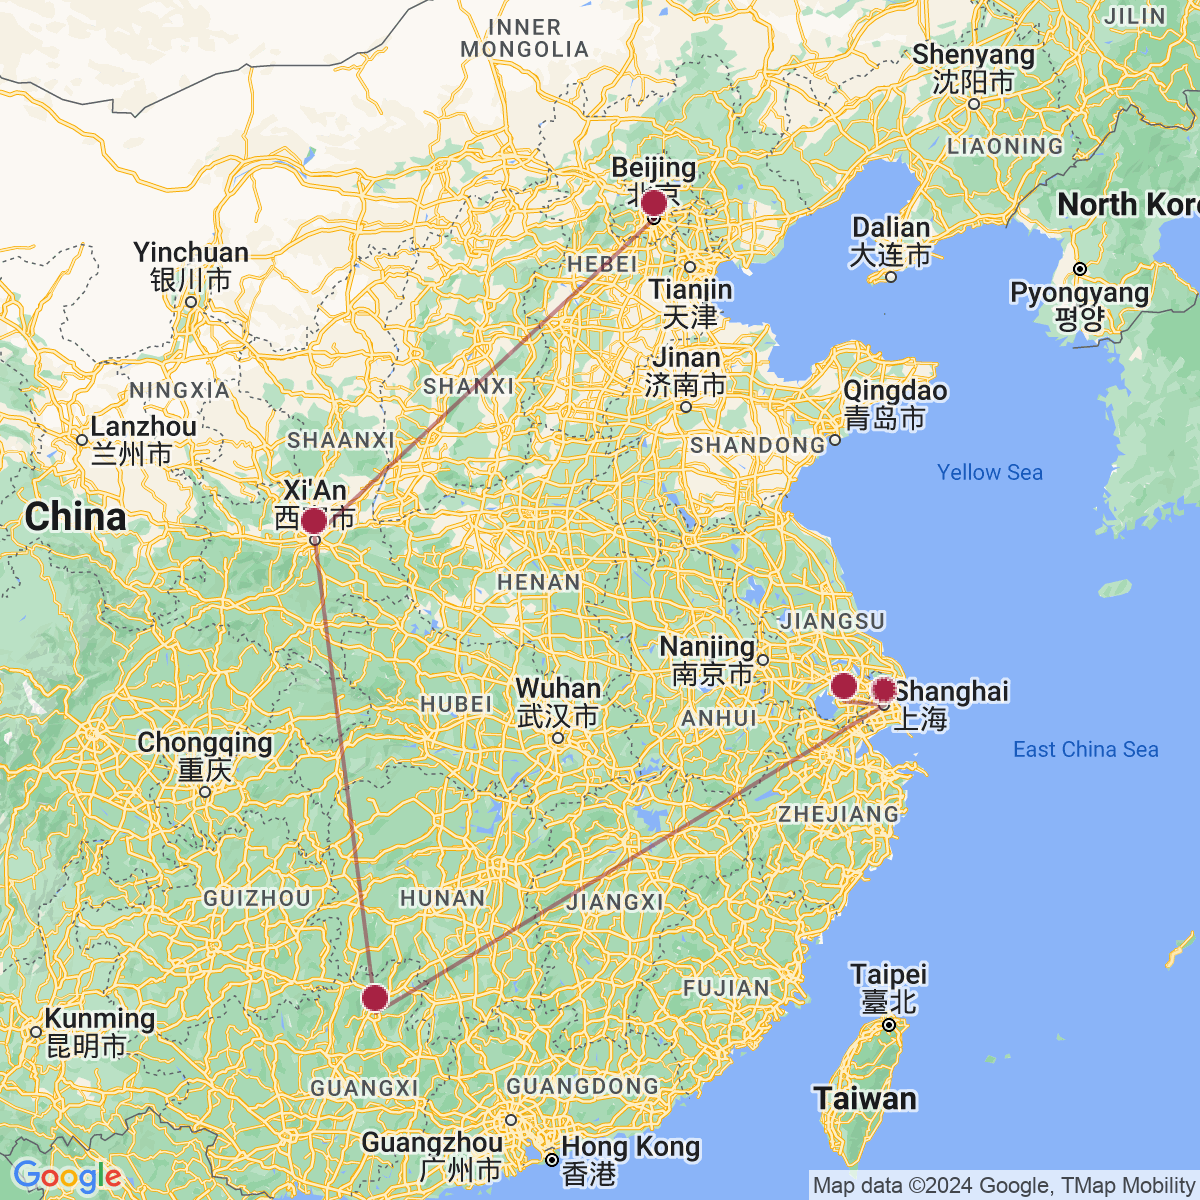 INNER
MONGOLIA
JILIN
Shenyang
沈阳市
LIAONING
Beijing
北京
North Kore
Dalian
大连市
Yinchuan
银川市
HEBEI
Tianjin
天津
Pyongyang
평양
Jinan
济南市
SHANXI
NINGXIA
Qingdao
青岛市
Lanzhou
兰州市
SHAANXI
SHANDONG
Yellow Sea
Xi'An
西安市
China
HENAN
JIANGSU
Nanjing
南京市
Wuhan
武汉市
Shanghai
上海
HUBEI
ANHUI
Chongqing
重庆
East China Sea
ZHEJIANG
GUIZHOU
HUNAN
JIANGXI
Taipei
臺北
FUJIAN
Kunming
昆明市
GUANGXI
GUANGDONG
Taiwan
Guangzhou
广州市
Hong Kong
香港
Google
Map data ©2024 Google, TMap Mobility